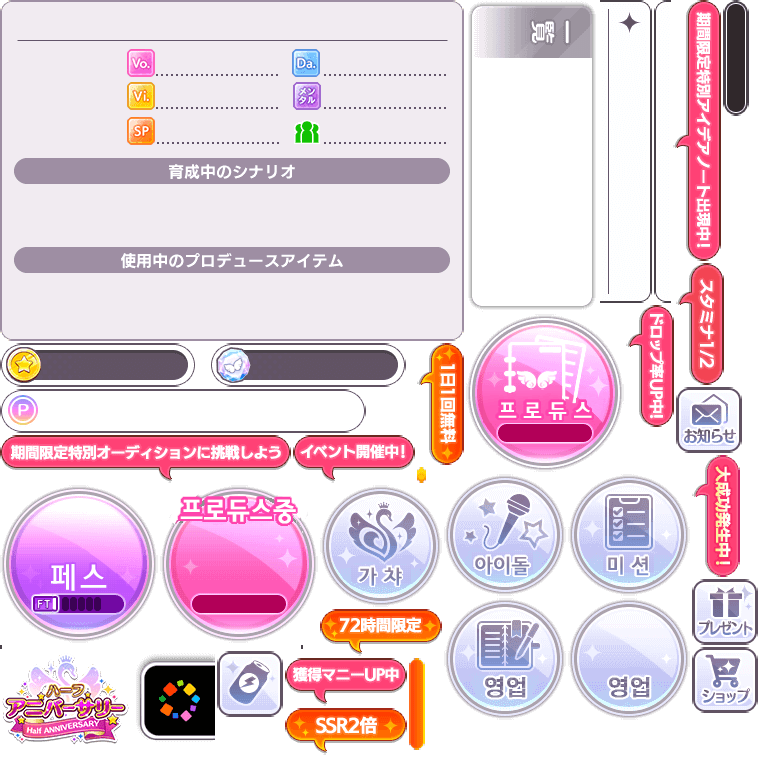 Vo.
Da.
Vi.
メンタル
SP
育成中のシナリオ
使用中のプロデュースアイテム
一覧
期間限定特別アイデアノート出現中!
スタミナ1/2
ドロップ率UP中!
1日1回無料
프로듀스
お知らせ
P
期間限定特別オーディションに挑戦しよう
イベント開催中!
大成功発生中!
페스
FT
프로듀스중
가챠
아이돌
미션
プレゼント
72時間限定
영업
영업
ショップ
ハーフ
アニバーサリー
Half ANNIVERSARY
獲得マニーUP中
SSR2倍